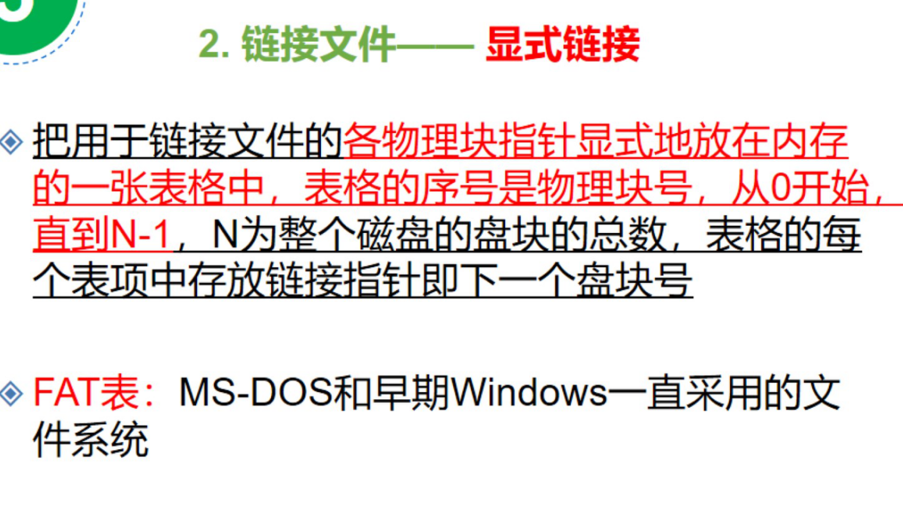 2. 链接文件—— 显式链接
把用于链接文件的各物理块指针显式地放在内存
的一张表格中，表格的序号是物理块号，从0开始，
直到N-1，N为整个磁盘的盘块的总数，表格的每
个表项中存放链接指针即下一个盘块号
FAT表：MS-DOS和早期Windows一直采用的文
件系统